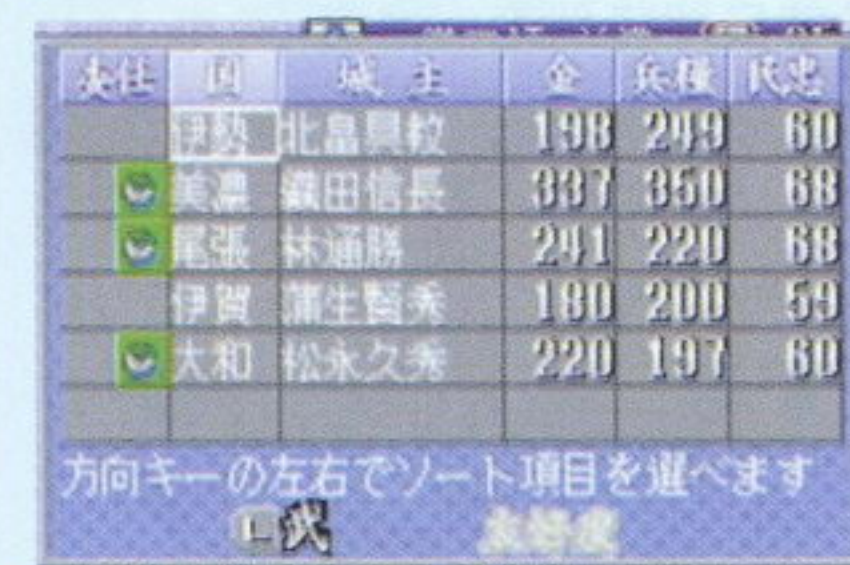 委任 国 城主 金 兵糧 民忠
伊勢 北畠具教 198 249 60
美濃 織田信長 337 350 68
尾張 林通勝 241 220 68
伊賀 蒲生賢秀 180 200 59
大和 松永久秀 220 197 60
方向キーの左右でソート項目を選べます
L 武